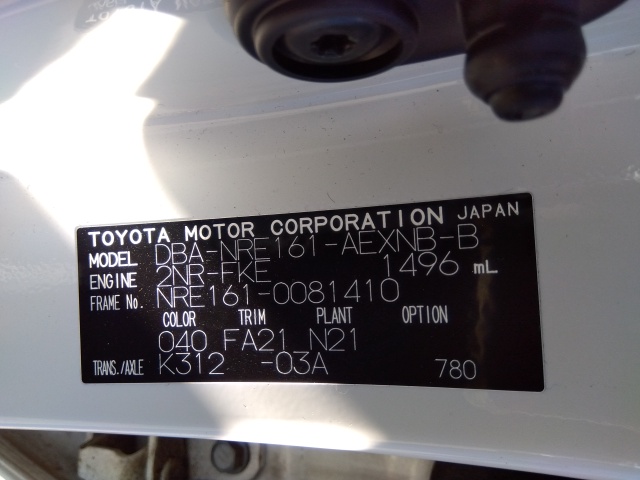 TOYOTA MOTOR CORPORATION JAPAN
MODEL DBA-NRE161-AEXNB-B
ENGINE 2NR-FKE 1496 mL
FRAME No. NRE161-0081410
COLOR TRIM PLANT OPTION
040 FA21 N21
TRANS./AXLE K312 -03A 780